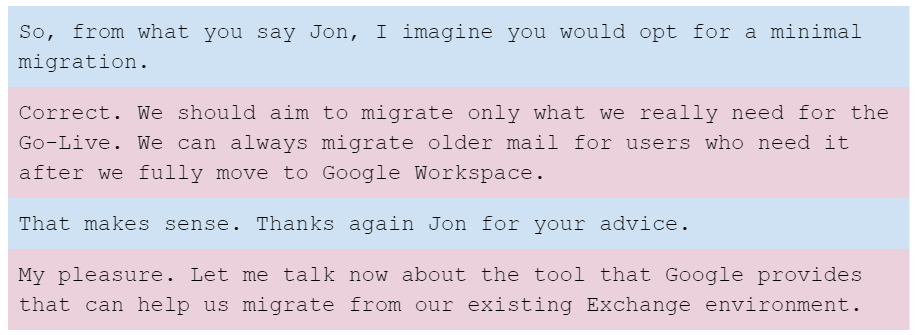 So, from what you say Jon, I imagine you would opt for a minimal
migration.
Correct. We should aim to migrate only what we really need for the
Go-Live. We can always migrate older mail for users who need it
after we fully move to Google Workspace.
That makes sense. Thanks again Jon for your advice.
My pleasure. Let me talk now about the tool that Google provides
that can help us migrate from our existing Exchange environment.